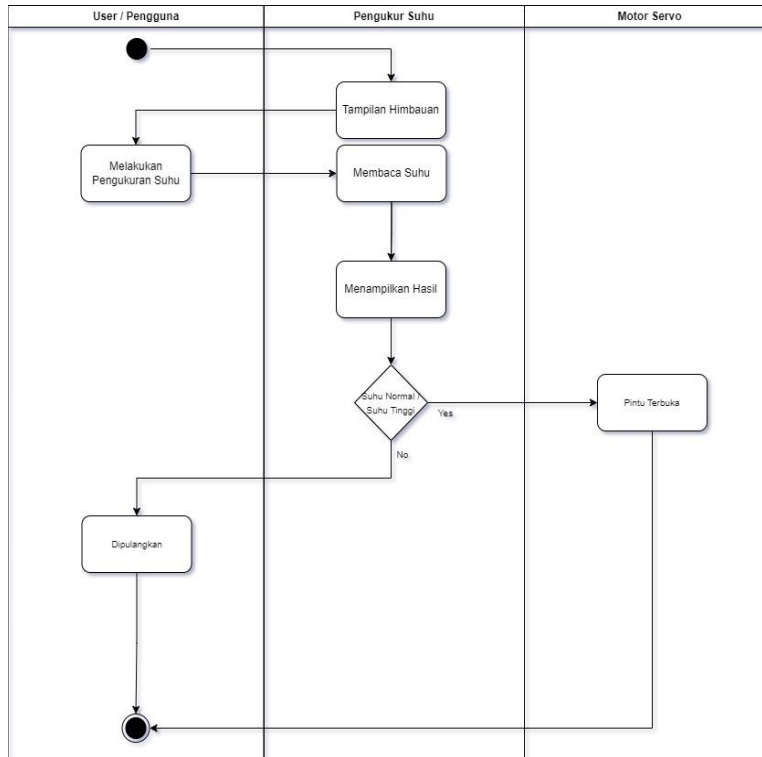 User / Pengguna
Pengukur Suhu
Motor Servo
Tampilan Himbauan
Melakukan
Pengukuran Suhu
Membaca Suhu
Menampilkan Hasil
Suhu Normal /
Suhu Tinggi
Yes
Pintu Terbuka
No
Dipulangkan